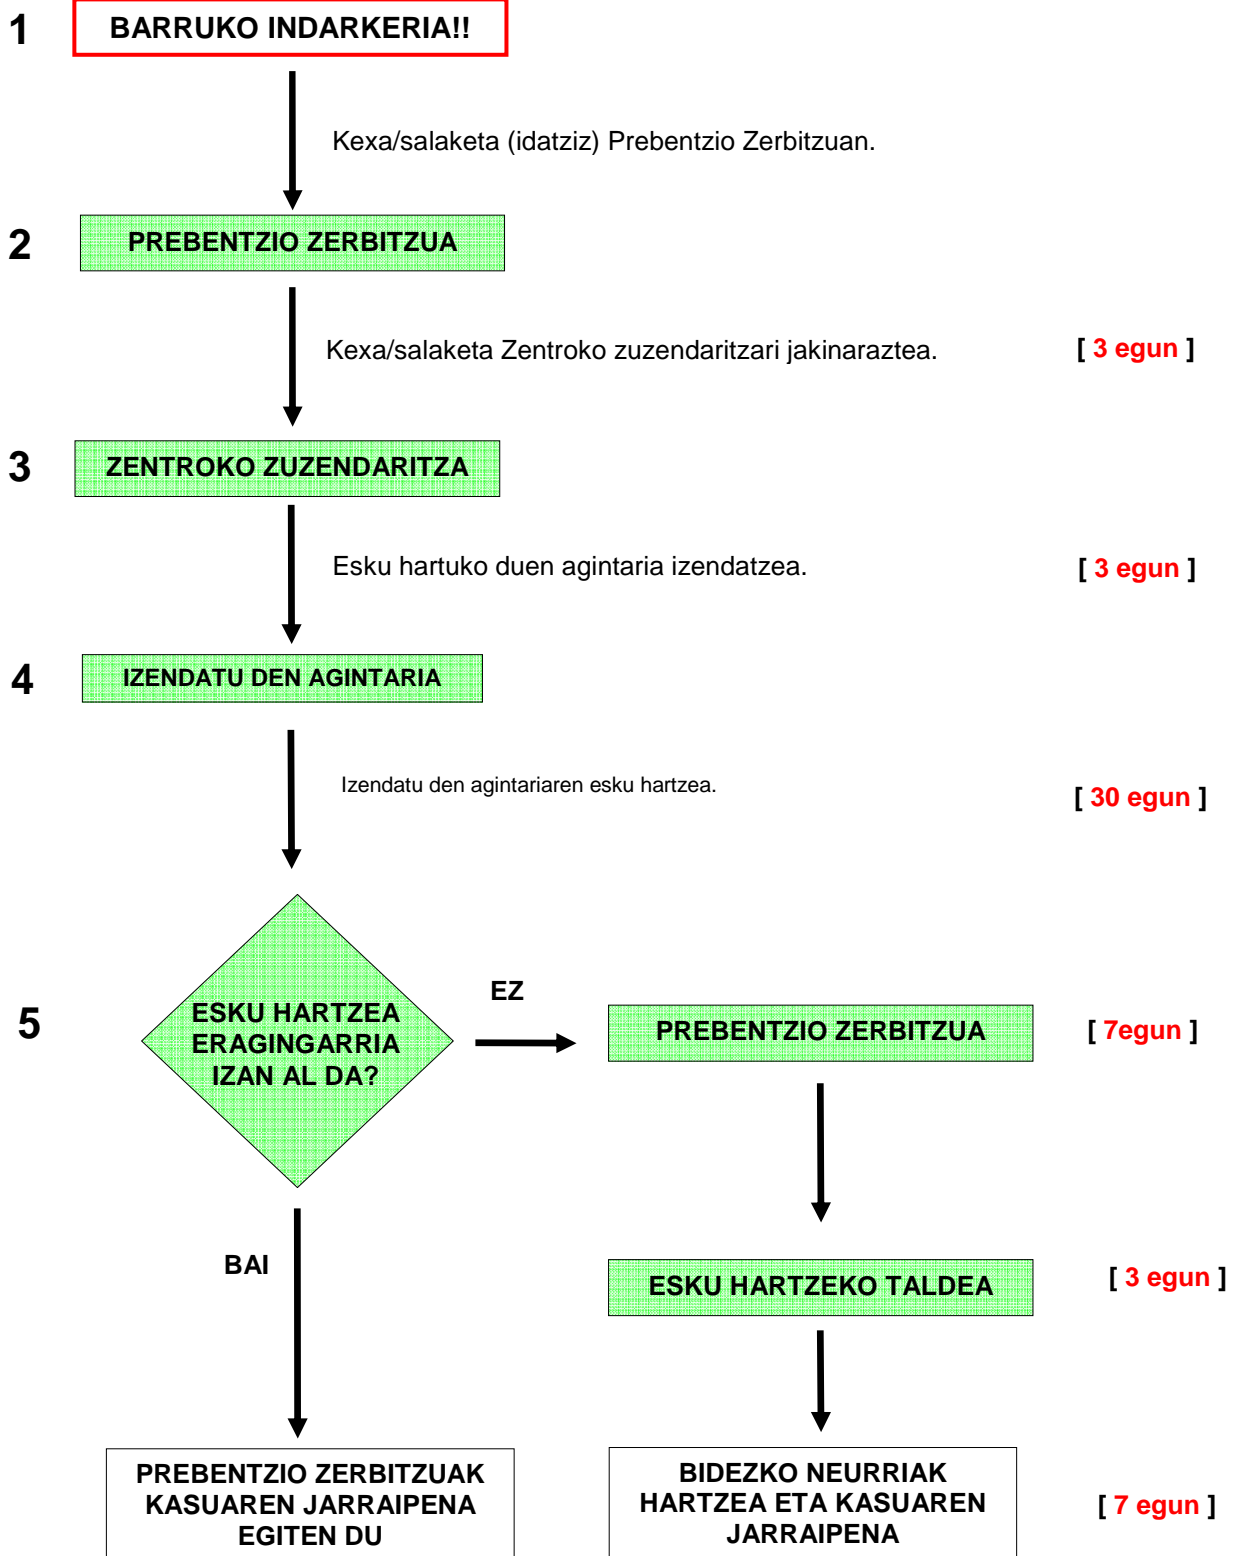 1
BARRUKO INDARKERIA!!
Kexa/salaketa (idatziz) Prebentzio Zerbitzuan.
2
PREBENTZIO ZERBITZUA
Kexa/salaketa Zentroko zuzendaritzari jakinaraztea.
[ 3 egun ]
3
ZENTROKO ZUZENDARITZA
Esku hartuko duen agintaria izendatzea.
[ 3 egun ]
4
IZENDATU DEN AGINTARIA
Izendatu den agintariaren esku hartzea.
[ 30 egun ]
5
ESKU HARTZEA
ERAGINGARRIA
IZAN AL DA?
EZ
PREBENTZIO ZERBITZUA
[ 7egun ]
BAI
ESKU HARTZEKO TALDEA
[ 3 egun ]
PREBENTZIO ZERBITZUAK
KASUAREN JARRAIPENA
EGITEN DU
BIDEZKO NEURRIAK
HARTZEA ETA KASUAREN
JARRAIPENA
[ 7 egun ]